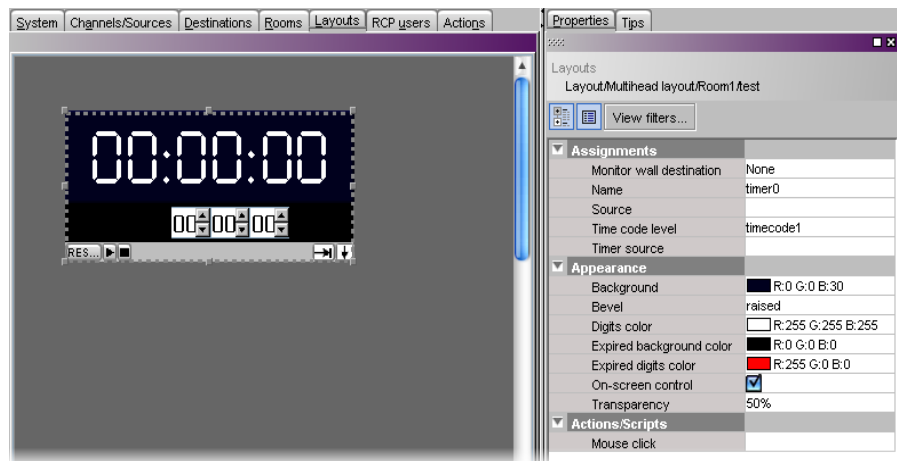 System Channels/Sources Destinations Rooms Layouts RCP users Actions
00:00:00
00 00 00
RES...
Properties Tips
Layouts
Layout/Multihead layout/Room1/test
View filters...
Assignments
Monitor wall destination None
Name timer0
Source
Time code level timecode1
Timer source
Appearance
Background R:0 G:0 B:30
Bevel raised
Digits color R:255 G:255 B:255
Expired background color R:0 G:0 B:0
Expired digits color R:255 G:0 B:0
On-screen control
Transparency 50%
Actions/Scripts
Mouse click